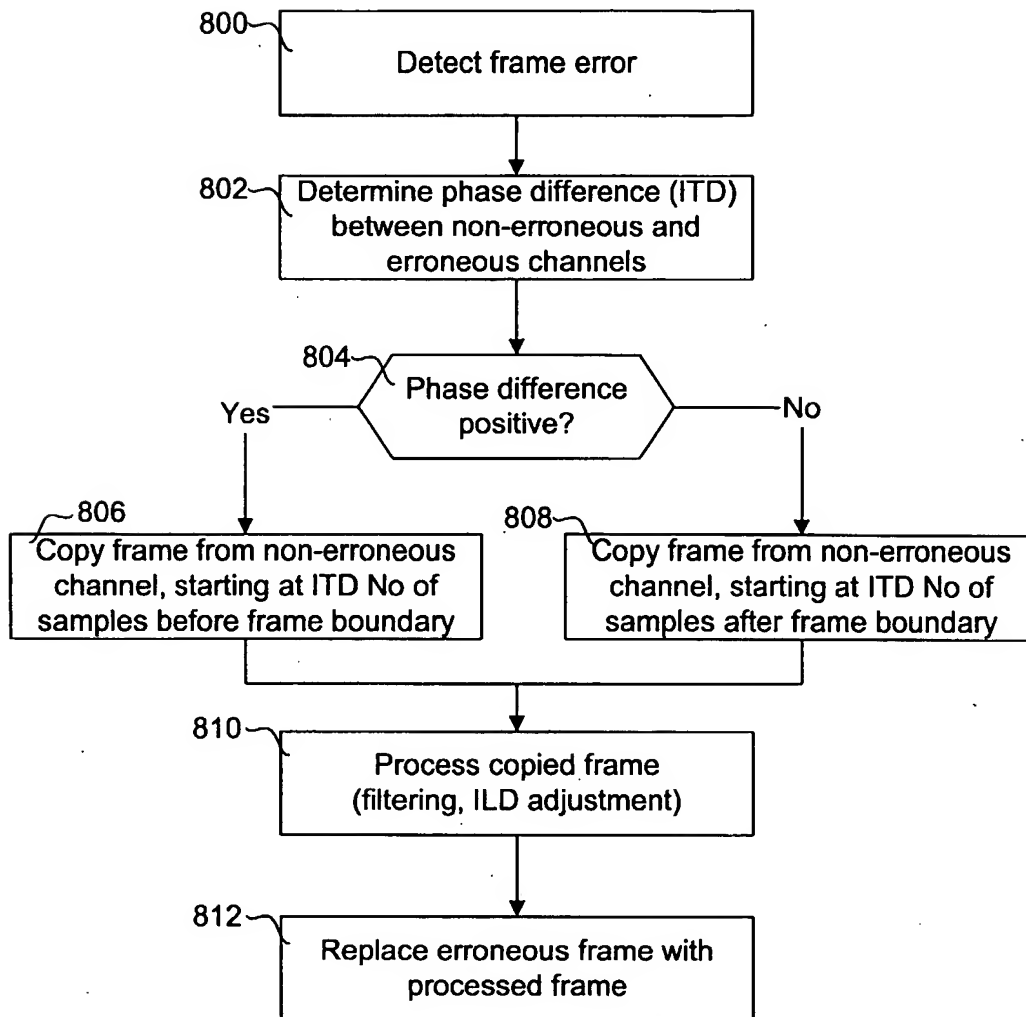 800
Detect frame error
802
Determine phase difference (ITD)
between non-erroneous and
erroneous channels
804
Phase difference
positive?
Yes
No
806
Copy frame from non-erroneous
channel, starting at ITD No of
samples before frame boundary
808
Copy frame from non-erroneous
channel, starting at ITD No of
samples after frame boundary
810
Process copied frame
(filtering, ILD adjustment)
812
Replace erroneous frame with
processed frame